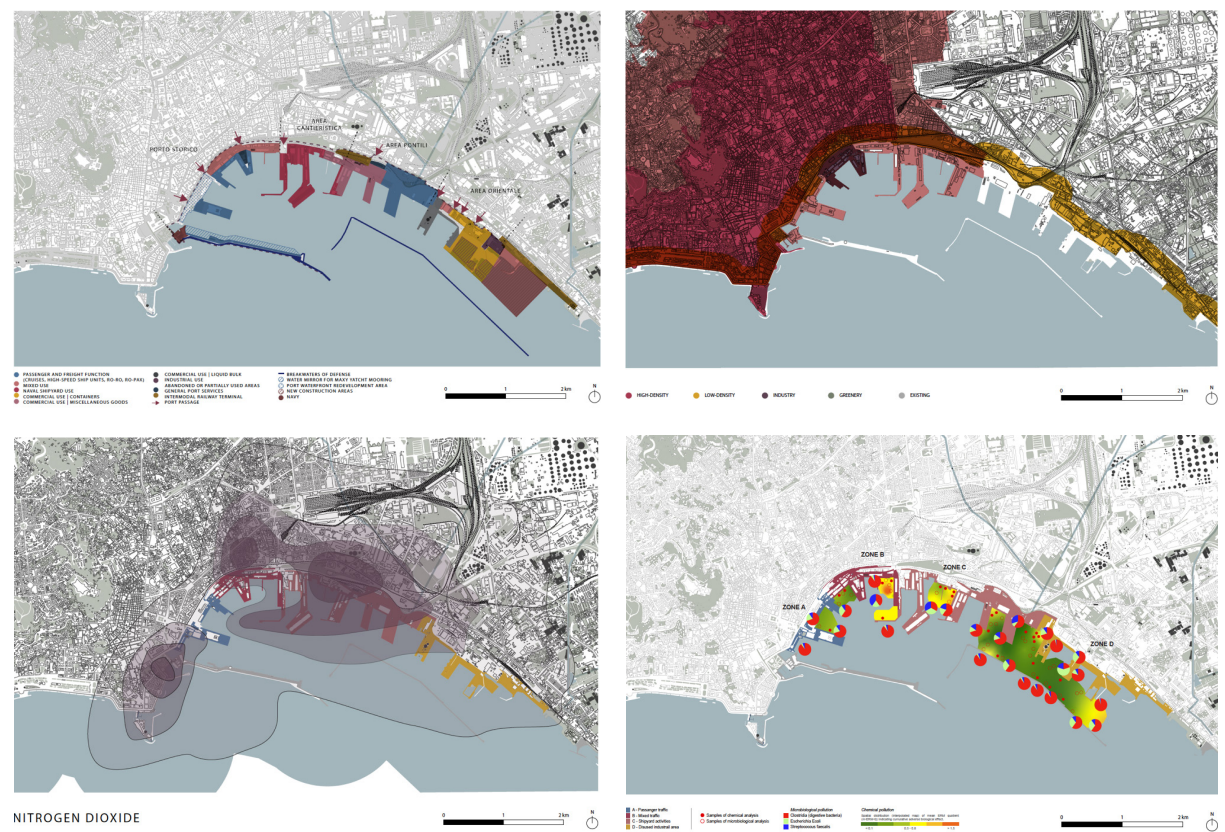 AREA
CANTIERISTICA
PORTO STORICO
AREA PONTILI
AREA ORIENTALE
PASSENGER AND FREIGHT FUNCTION
(CRUISES, HIGH-SPEED SHIP UNITS, RO-RO, RO-PAX)
MIXED USE
NAVAL SHIPYARD USE
COMMERCIAL USE | CONTAINERS
COMMERCIAL USE | MISCELLANEOUS GOODS
COMMERCIAL USE | LIQUID BULK
INDUSTRIAL USE
ABANDONED OR PARTIALLY USED AREAS
GENERAL PORT SERVICES
INTERMODAL RAILWAY TERMINAL
PORT PASSAGE
BREAKWATERS OF DEFENSE
WATER MIRROR FOR MAXY YATCHT MOORING
PORT WATERFRONT REDEVELOPMENT AREA
NEW CONSTRUCTION AREAS
NAVY
0 1 2 km
N
HIGH-DENSITY
LOW-DENSITY
INDUSTRY
GREENERY
EXISTING
0 1 2 km
N
NITROGEN DIOXIDE
0 1 2 km
N
ZONE B
ZONE C
ZONE A
ZONE D
A - Passenger traffic
B - Mixed traffic
C - Shipyard activities
D - Disused industrial area
Samples of chemical analysis
Samples of microbiological analysis
Microbiological pollution
Clostridia (digestive bacteria)
Escherichia Escoli
Streptococcus faecalis
Chemical pollution
0 1 2 km
N